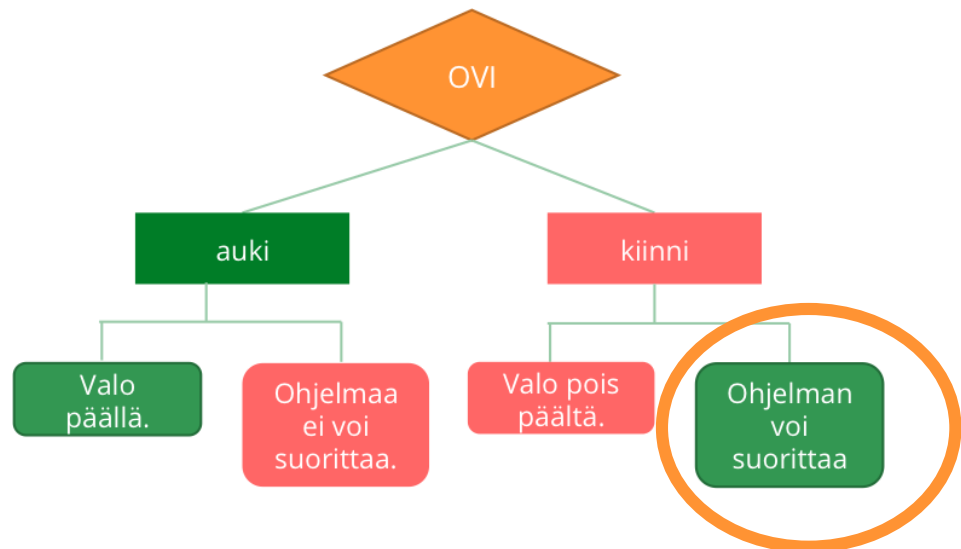 OVI
auki
kiinni
Valo
päällä.
Ohjelmaa
ei voi
suorittaa.
Valo pois
päältä.
Ohjelman
voi
suorittaa